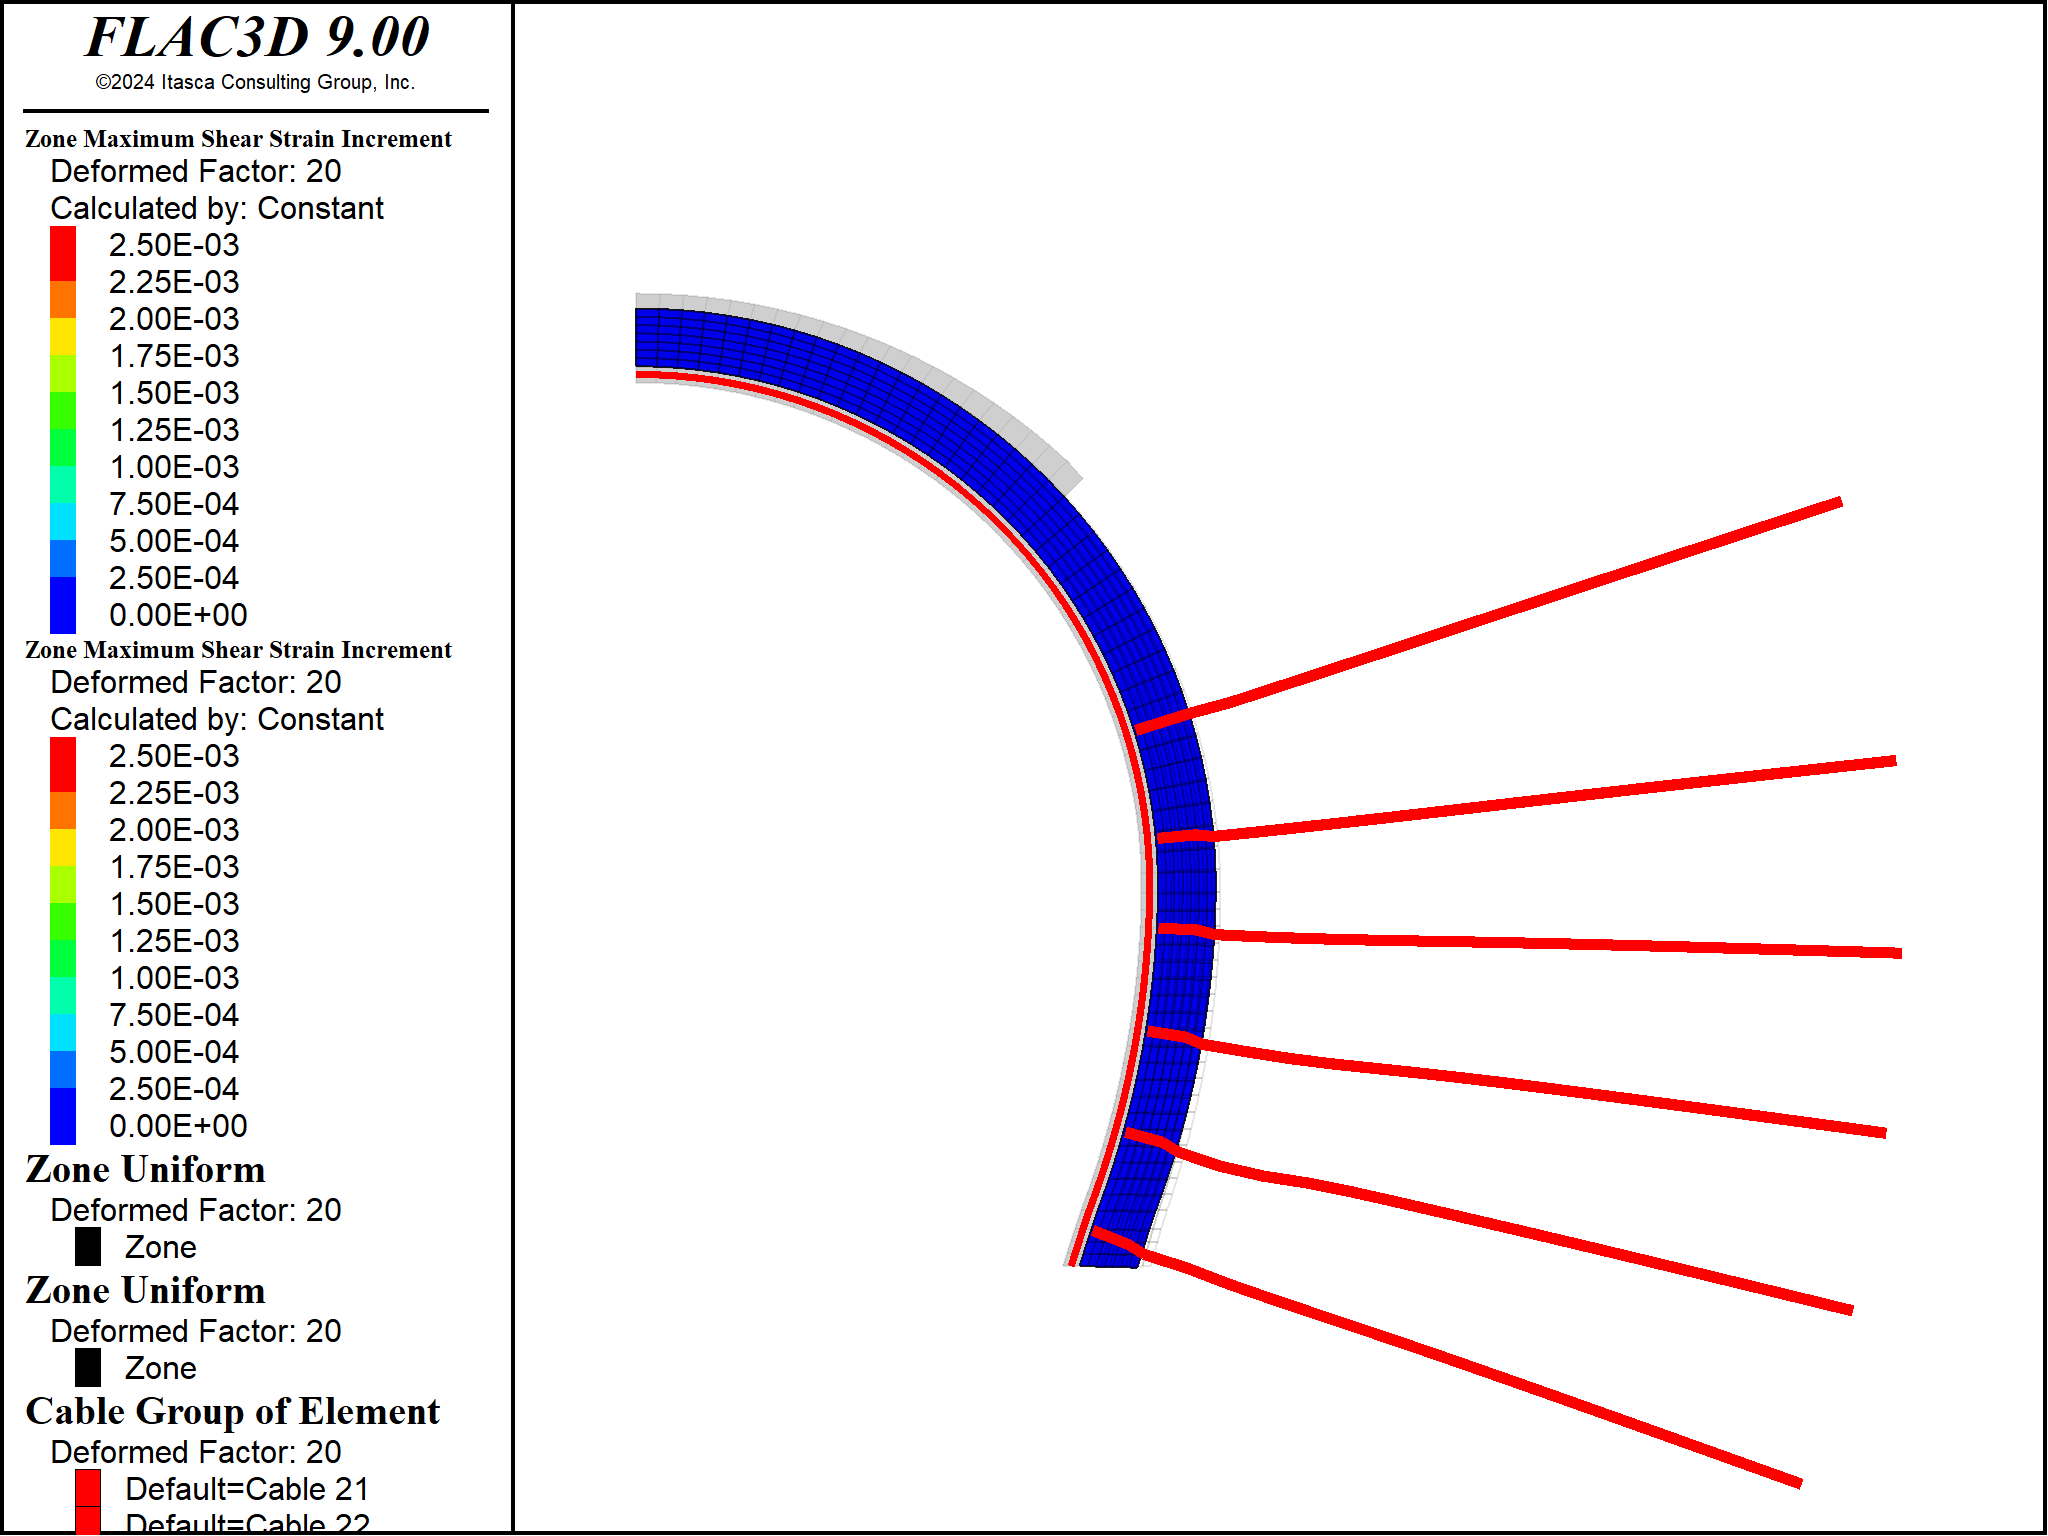 FLAC3D 9.00
©2024 Itasca Consulting Group, Inc.
Zone Maximum Shear Strain Increment
Deformed Factor: 20
Calculated by: Constant
2.50E-03
2.25E-03
2.00E-03
1.75E-03
1.50E-03
1.25E-03
1.00E-03
7.50E-04
5.00E-04
2.50E-04
0.00E+00
Zone Maximum Shear Strain Increment
Deformed Factor: 20
Calculated by: Constant
2.50E-03
2.25E-03
2.00E-03
1.75E-03
1.50E-03
1.25E-03
1.00E-03
7.50E-04
5.00E-04
2.50E-04
0.00E+00
Zone Uniform
Deformed Factor: 20
Zone
Zone Uniform
Deformed Factor: 20
Zone
Cable Group of Element
Deformed Factor: 20
Default=Cable 21
Default=Cable 22